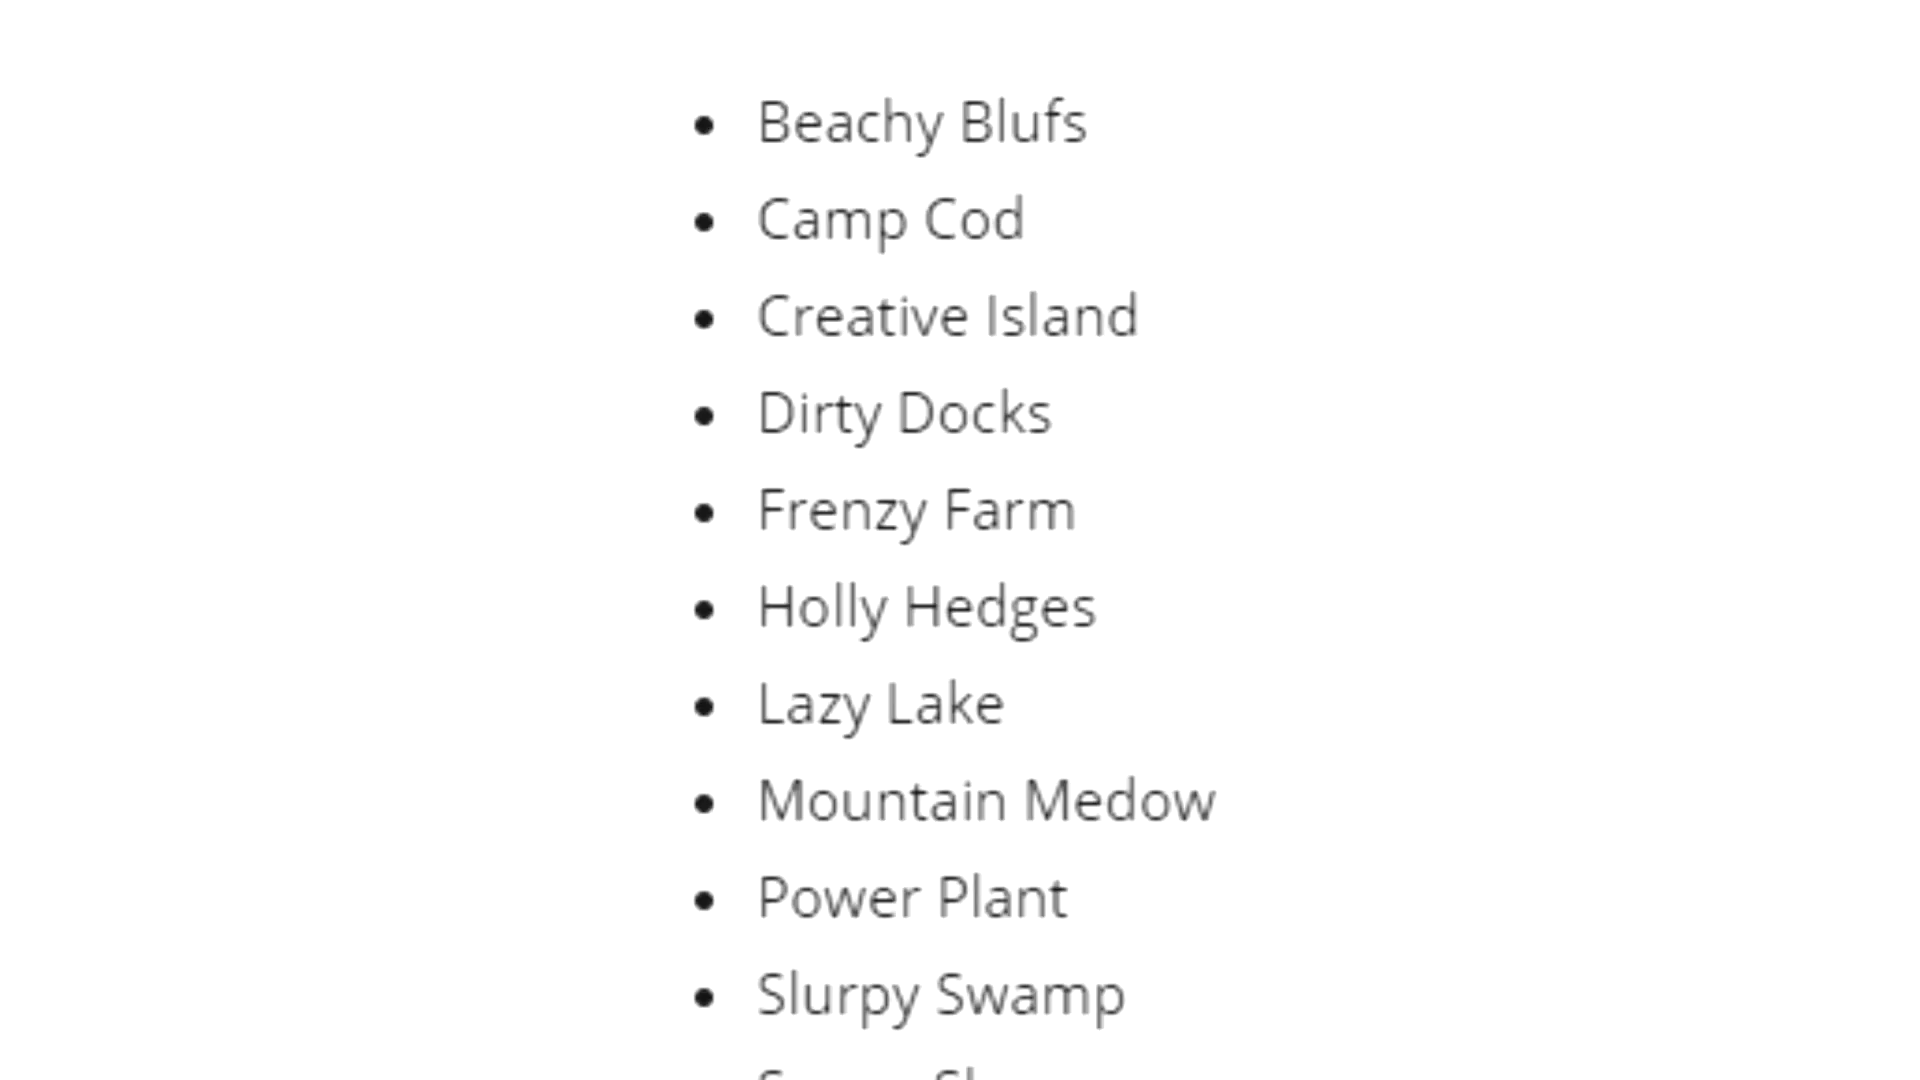 • Beachy Blufs
• Camp Cod
• Creative Island
• Dirty Docks
• Frenzy Farm
• Holly Hedges
• Lazy Lake
• Mountain Medow
• Power Plant
• Slurpy Swamp